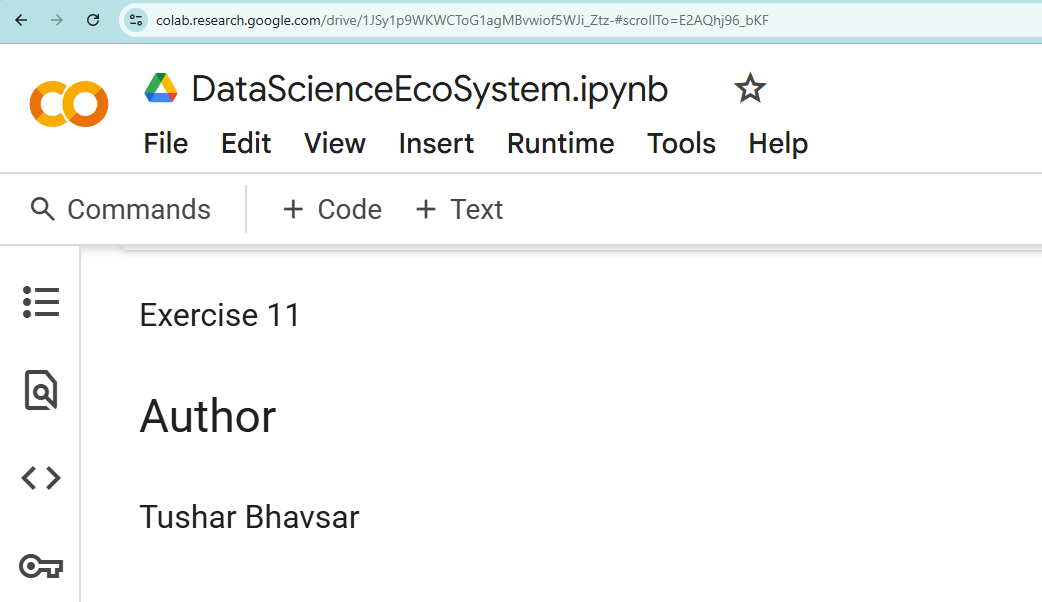 colab.research.google.com/drive/1JSy1p9WKWCToG1agMBvwiof5WJi_Ztz-#scrollTo=E2AQhj96_bKF
DataScienceEcoSystem.ipynb
File Edit View Insert Runtime Tools Help
Commands + Code + Text
Exercise 11
Author
Tushar Bhavsar